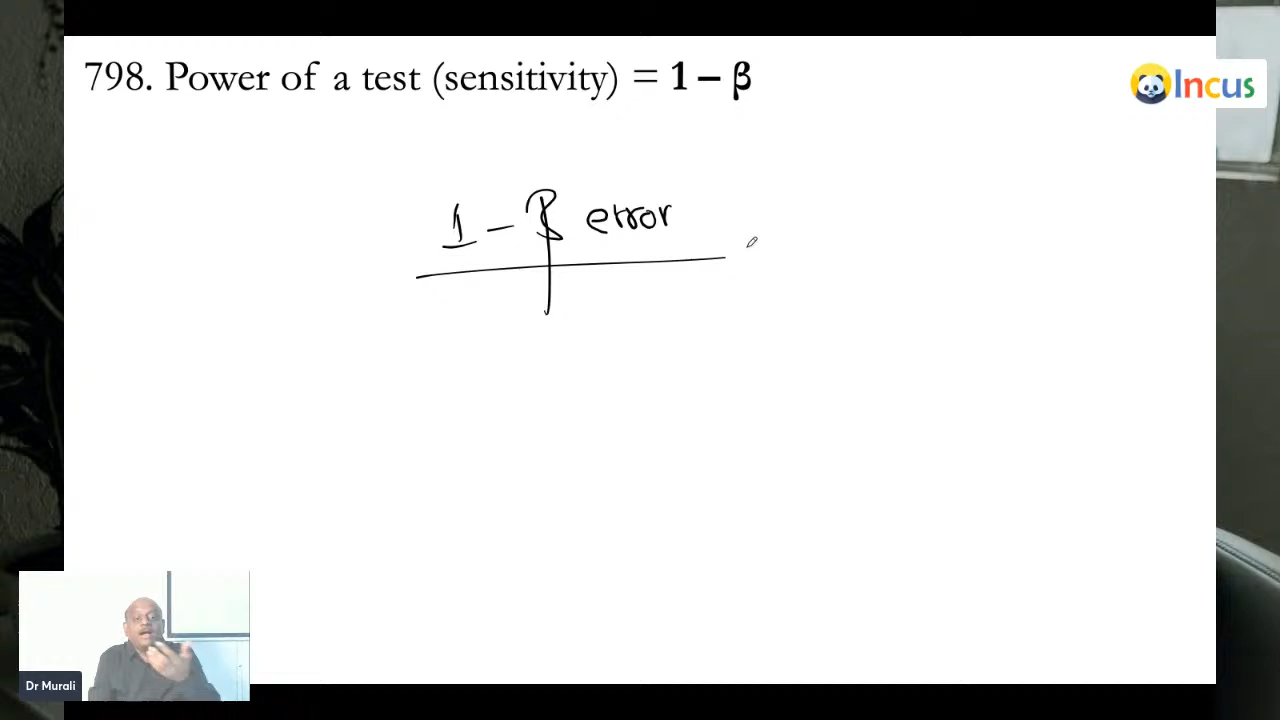 798. Power of a test (sensitivity) = 1 – β
Incus
1 – β error
Dr Murali